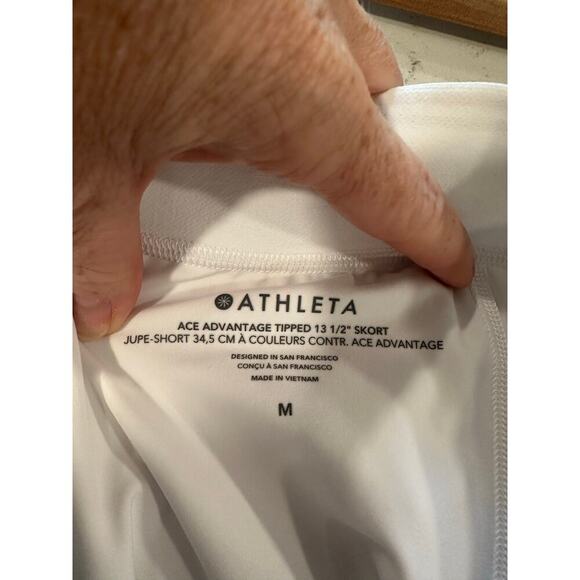 ATHLETA
ACE ADVANTAGE TIPPED 13 1/2" SKORT
JUPE-SHORT 34,5 CM À COULEURS CONTR. ACE ADVANTAGE
DESIGNED IN SAN FRANCISCO
CONÇU À SAN FRANCISCO
MADE IN VIETNAM
M